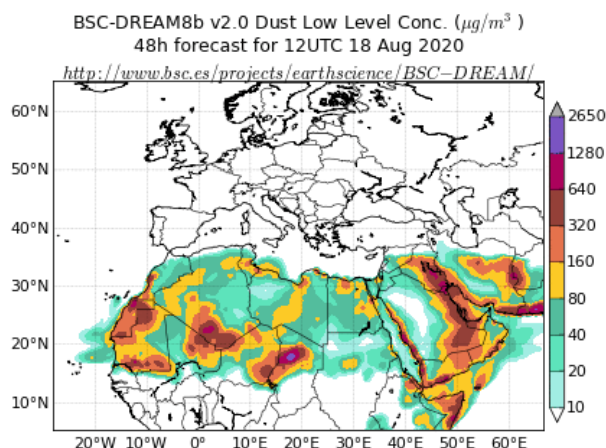 BSC-DREAM8b v2.0 Dust Low Level Conc. (μg/m³ )
48h forecast for 12UTC 18 Aug 2020
http://www.bsc.es/projects/earthscience/BSC−DREAM/
60°N
50°N
40°N
30°N
20°N
10°N
20°W 10°W 0° 10°E 20°E 30°E 40°E 50°E 60°E
2650
1280
640
320
160
80
40
20
10